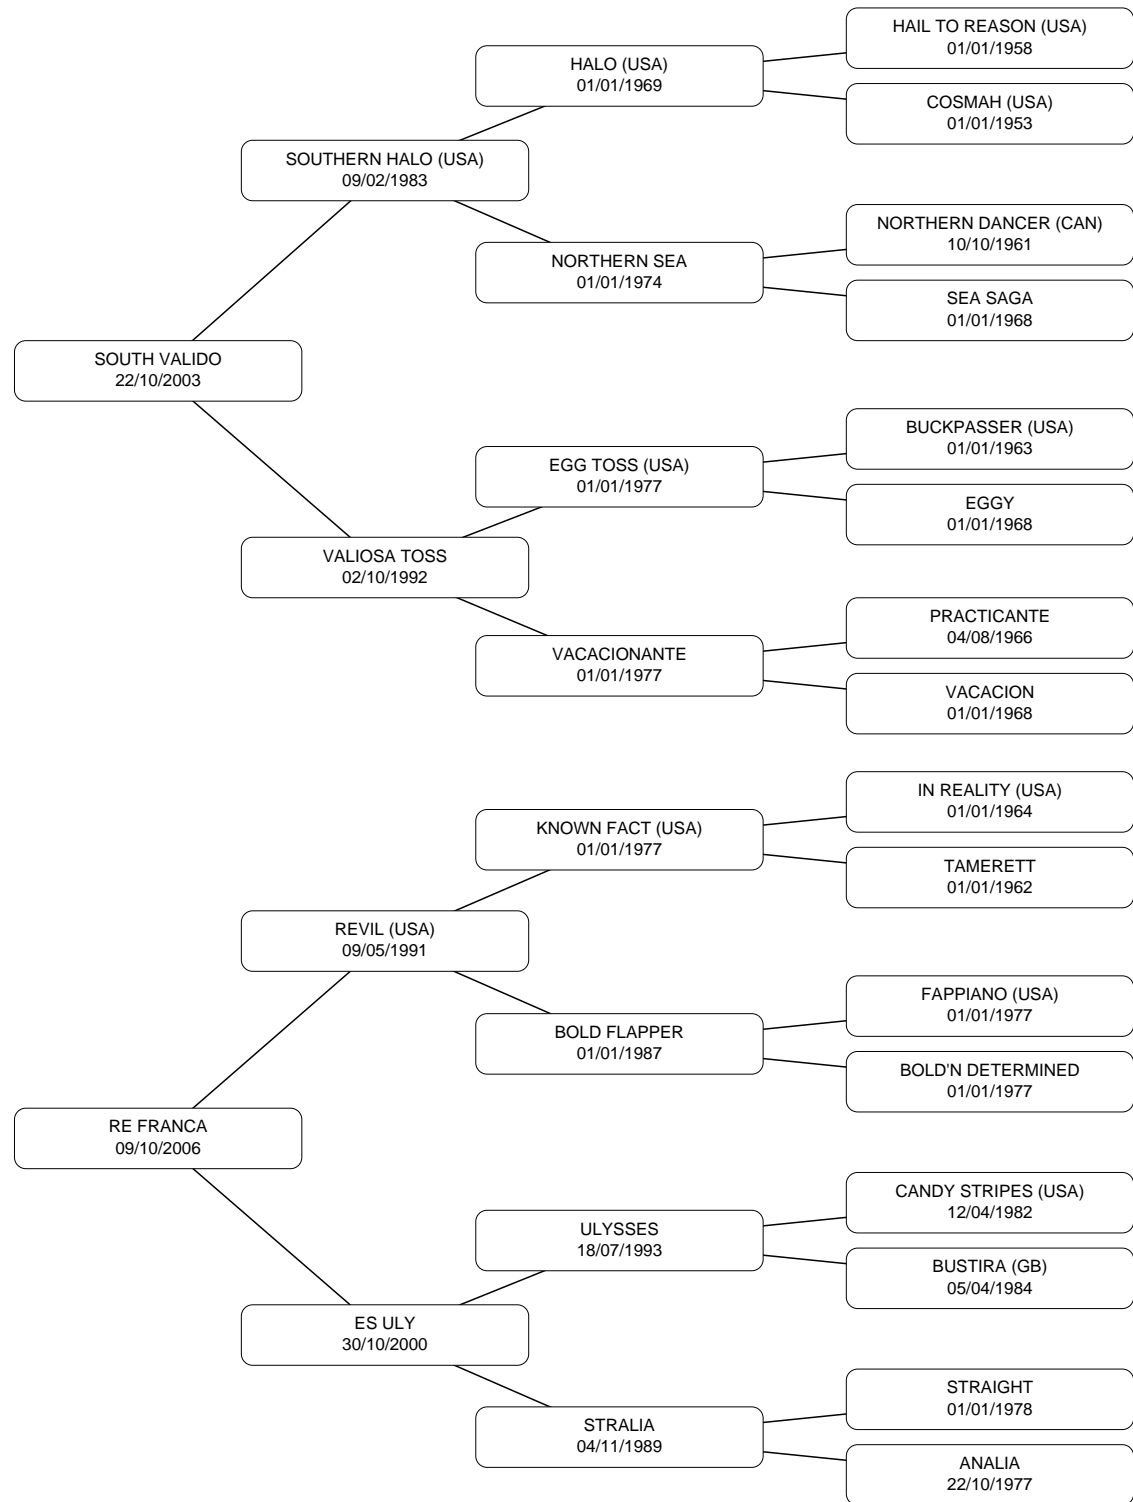 HAIL TO REASON (USA)
01/01/1958
HALO (USA)
01/01/1969
COSMAH (USA)
01/01/1953
SOUTHERN HALO (USA)
09/02/1983
NORTHERN DANCER (CAN)
10/10/1961
NORTHERN SEA
01/01/1974
SEA SAGA
01/01/1968
SOUTH VALIDO
22/10/2003
BUCKPASSER (USA)
01/01/1963
EGG TOSS (USA)
01/01/1977
EGGY
01/01/1968
VALIOSA TOSS
02/10/1992
PRACTICANTE
04/08/1966
VACACIONANTE
01/01/1977
VACACION
01/01/1968
IN REALITY (USA)
01/01/1964
KNOWN FACT (USA)
01/01/1977
TAMERETT
01/01/1962
REVIL (USA)
09/05/1991
FAPPIANO (USA)
01/01/1977
BOLD FLAPPER
01/01/1987
BOLD'N DETERMINED
01/01/1977
RE FRANCA
09/10/2006
CANDY STRIPES (USA)
12/04/1982
ULYSSES
18/07/1993
BUSTIRA (GB)
05/04/1984
ES ULY
30/10/2000
STRAIGHT
01/01/1978
STRALIA
04/11/1989
ANALIA
22/10/1977